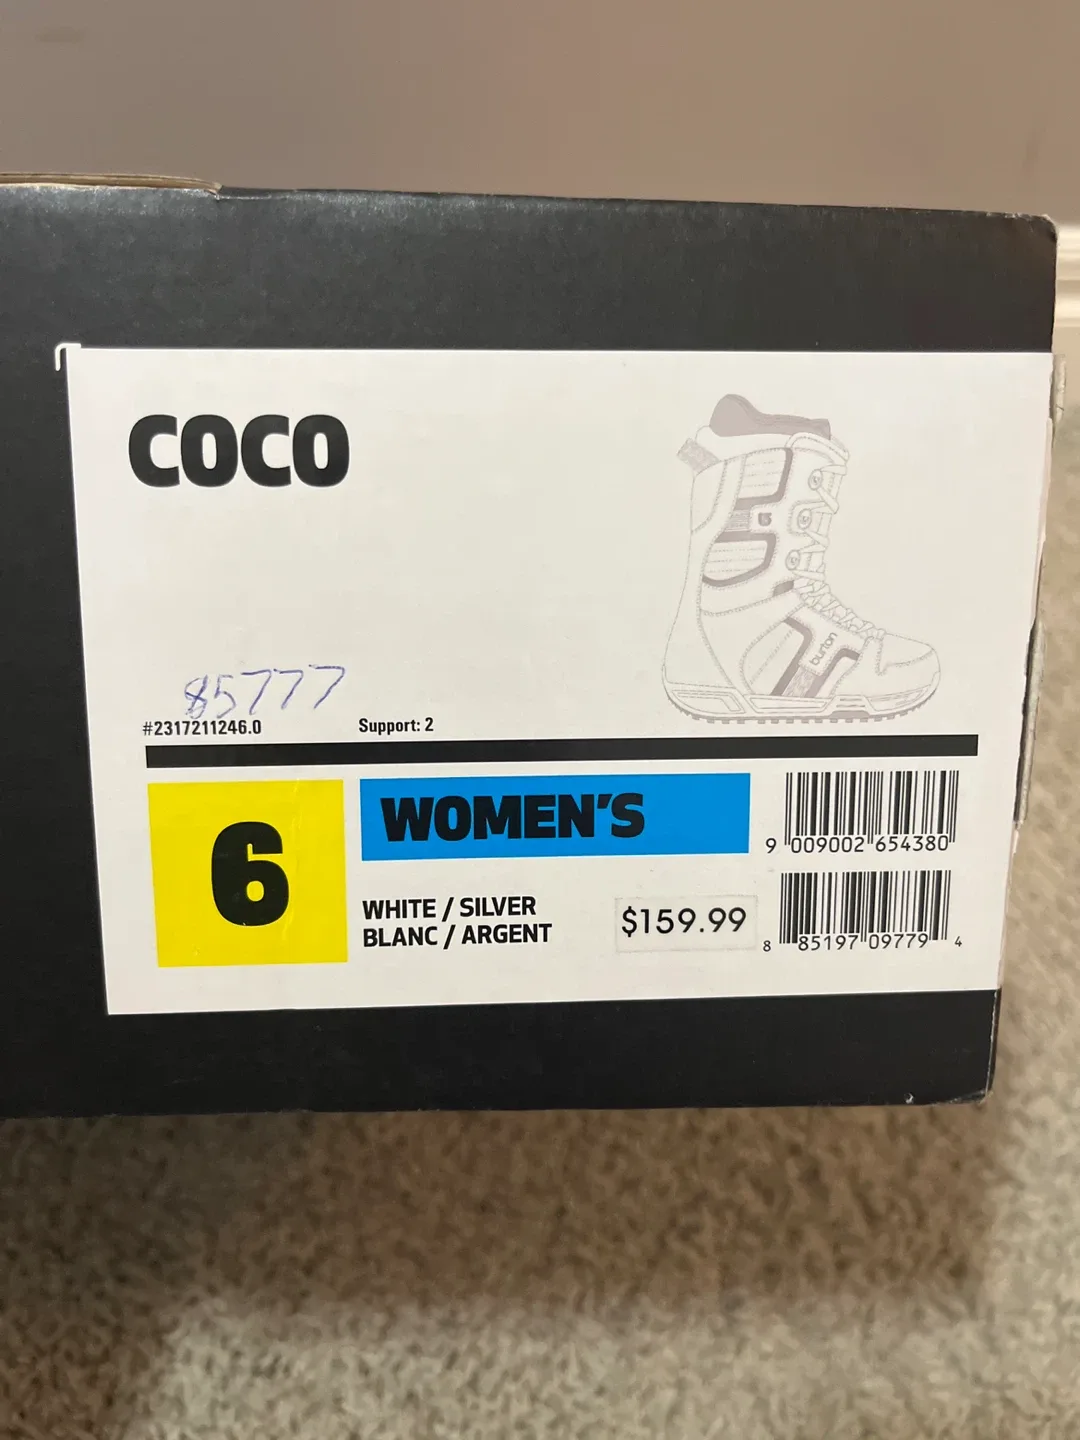 COCO
burton
85777
#2317211246.0
Support: 2
6
WOMEN'S
WHITE / SILVER
BLANC / ARGENT
$159.99
9 009002 654380
8 85197 09779 4